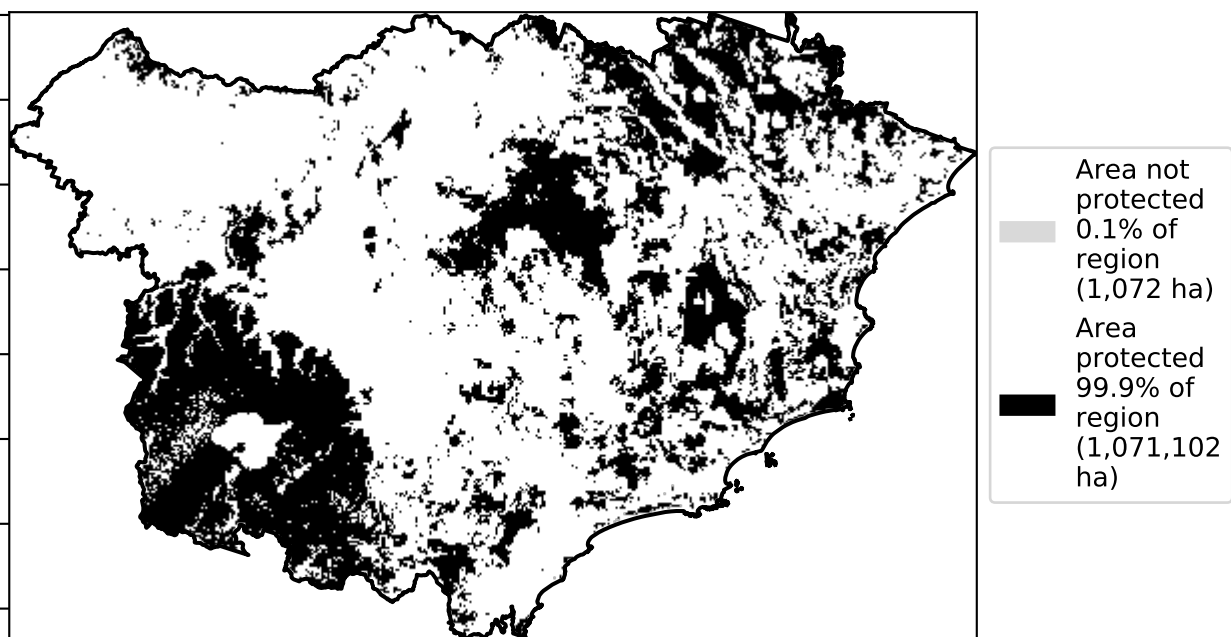 Area not
protected
0.1% of
region
(1,072 ha)
Area
protected
99.9% of
region
(1,071,102
ha)